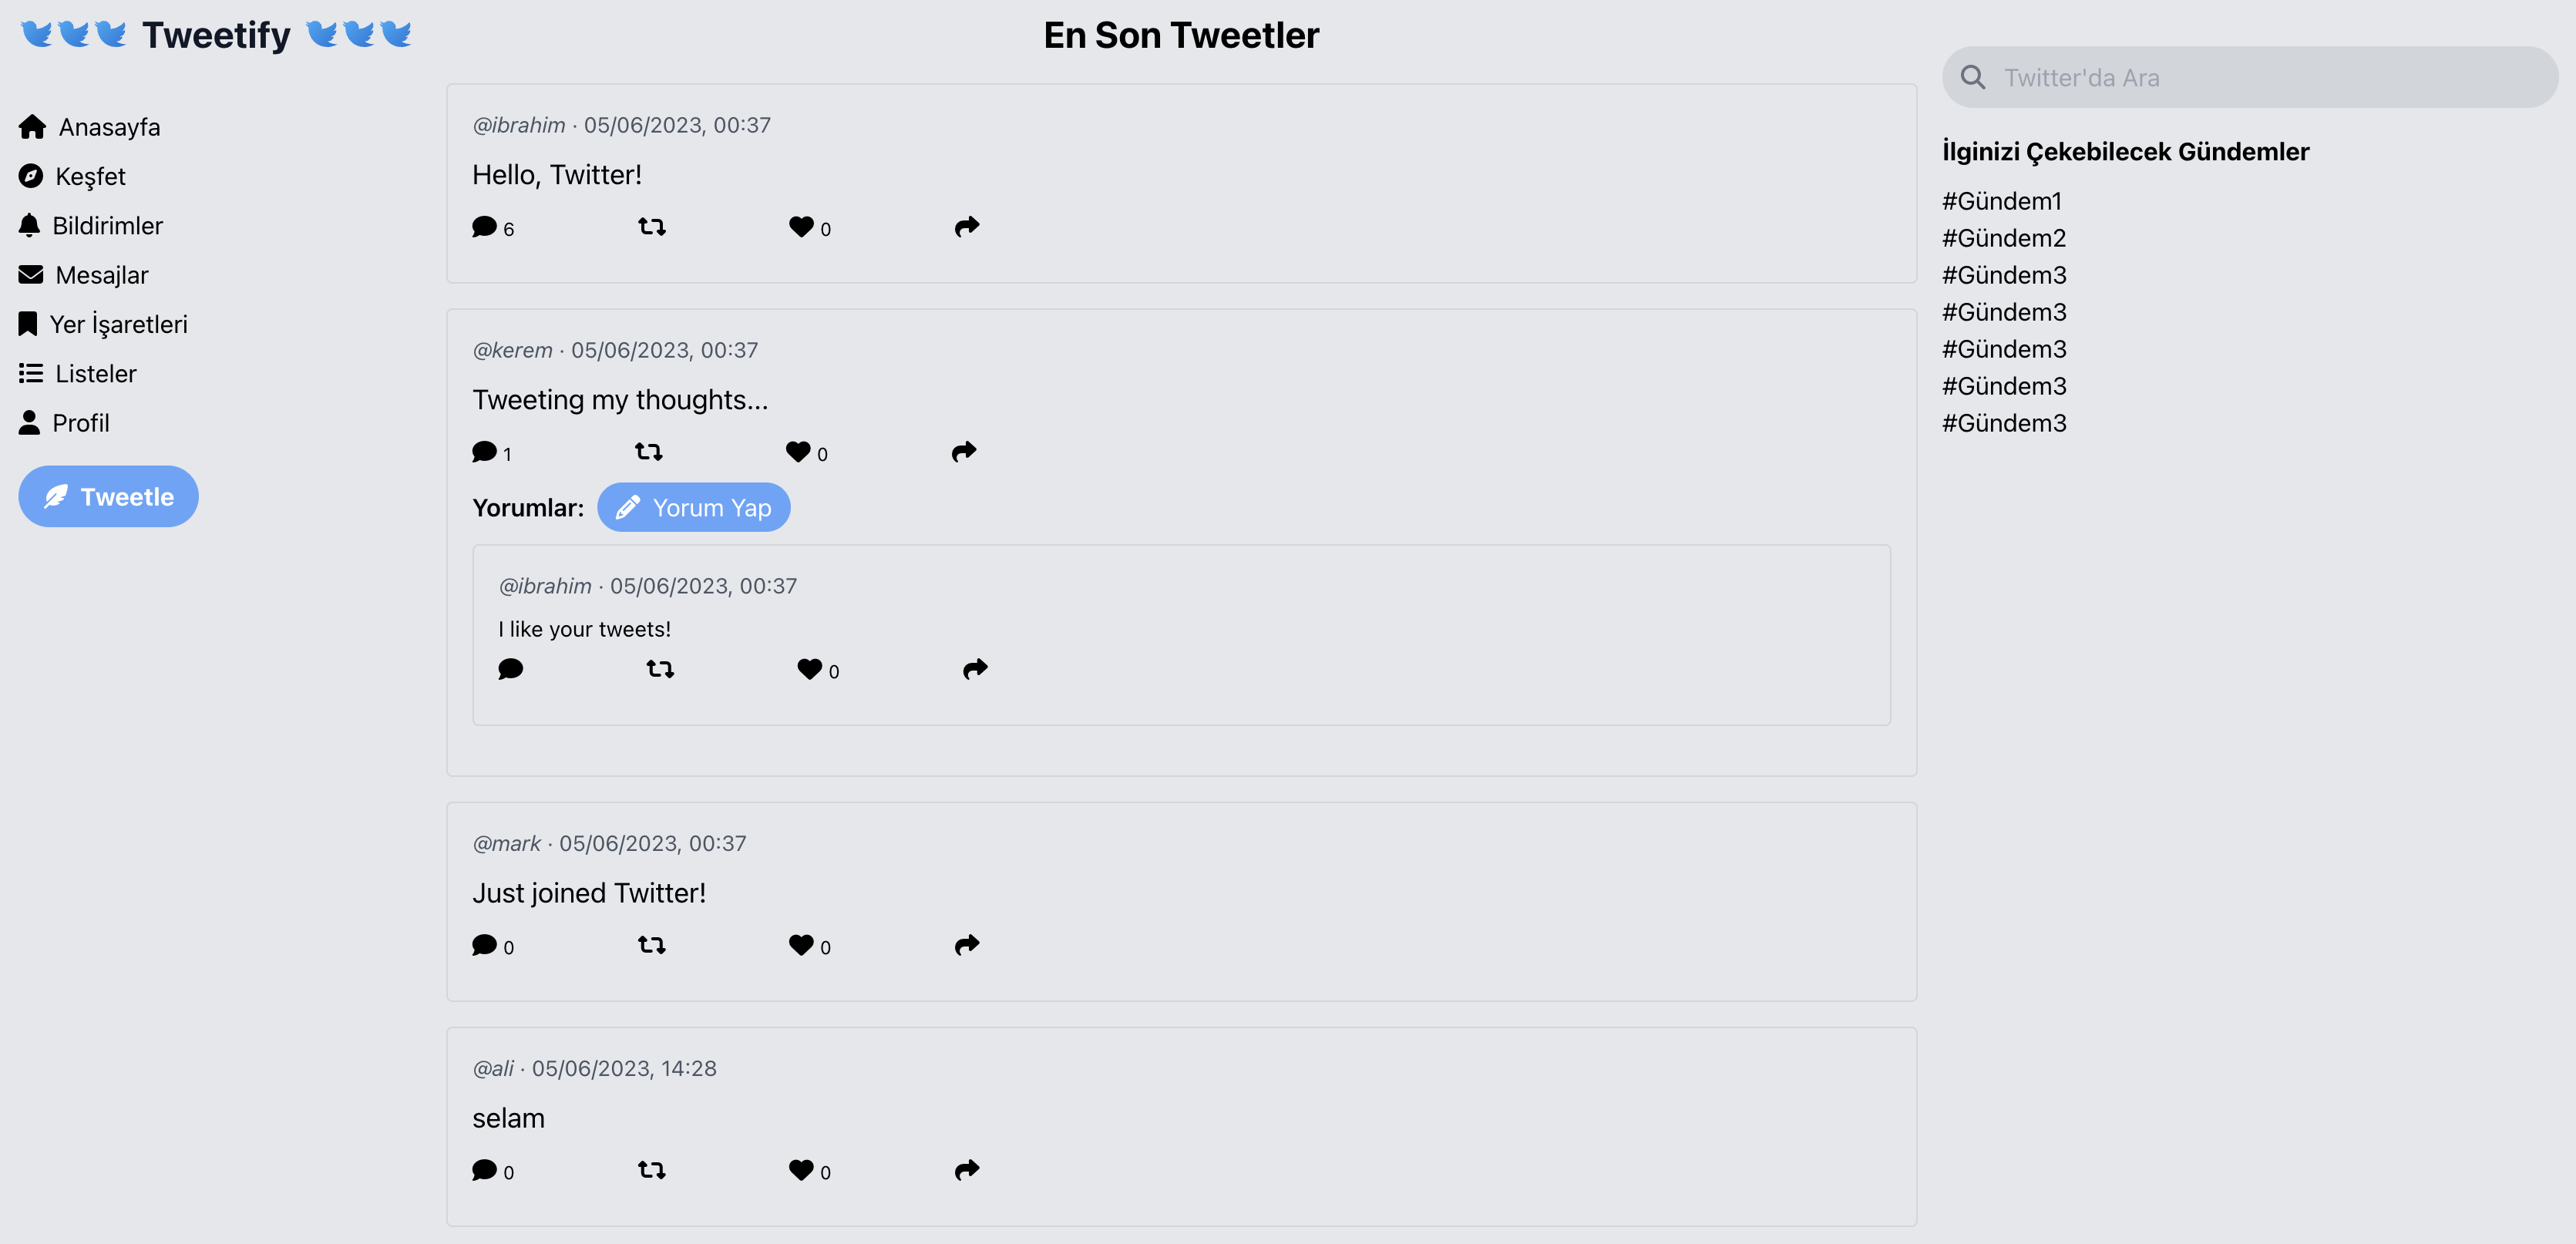 Tweetify
Anasayfa
Keşfet
Bildirimler
Mesajlar
Yer İşaretleri
Listeler
Profil
Tweetle
En Son Tweetler
@ibrahim · 05/06/2023, 00:37
Hello, Twitter!
6 0
@kerem · 05/06/2023, 00:37
Tweeting my thoughts...
1 0
Yorumlar: Yorum Yap
@ibrahim · 05/06/2023, 00:37
I like your tweets!
0
@mark · 05/06/2023, 00:37
Just joined Twitter!
0 0
@ali · 05/06/2023, 14:28
selam
0 0
Twitter'da Ara
İlginizi Çekebilecek Gündemler
#Gündem1
#Gündem2
#Gündem3
#Gündem3
#Gündem3
#Gündem3
#Gündem3